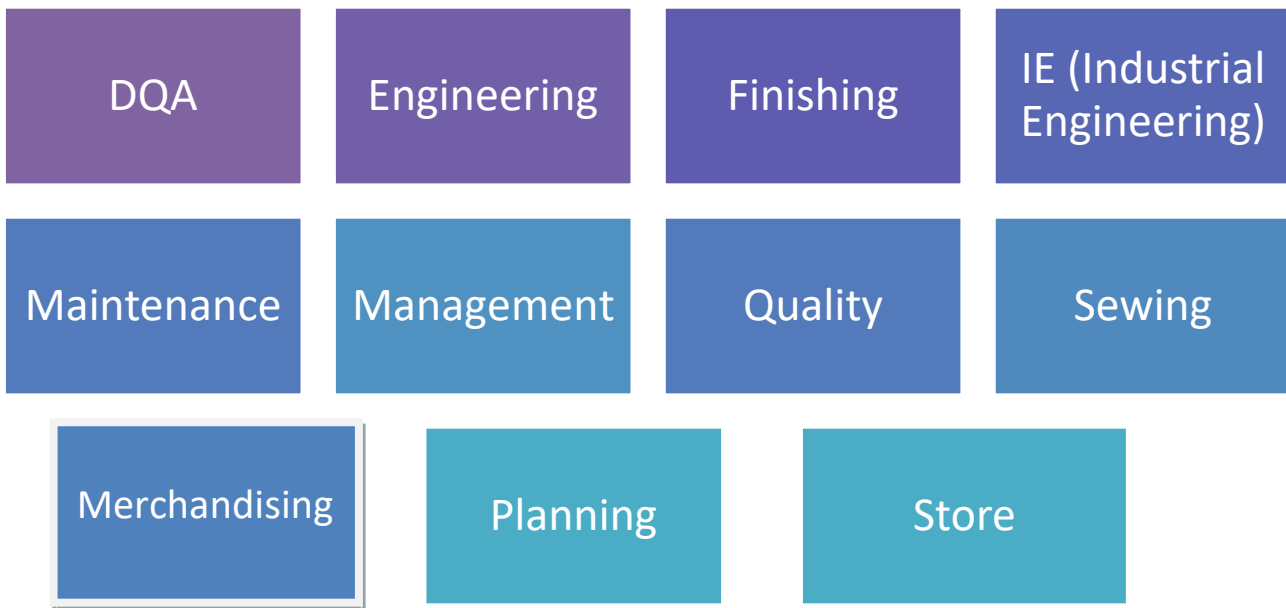 DQA
Engineering
Finishing
IE (Industrial
Engineering)
Maintenance
Management
Quality
Sewing
Merchandising
Planning
Store